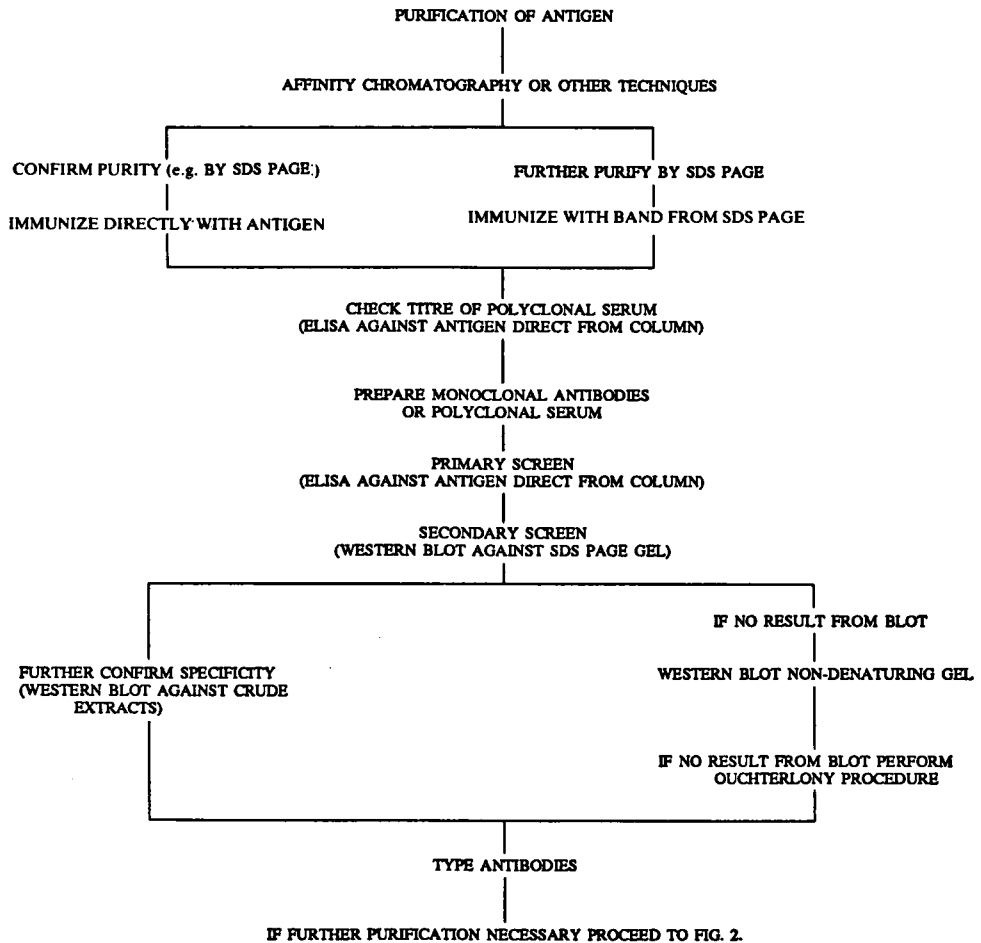 PURIFICATION OF ANTIGEN
AFFINITY CHROMATOGRAPHY OR OTHER TECHNIQUES
CONFIRM PURITY (e.g. BY SDS PAGE:)
FURTHER PURIFY BY SDS PAGE
IMMUNIZE DIRECTLY WITH ANTIGEN
IMMUNIZE WITH BAND FROM SDS PAGE
CHECK TITRE OF POLYCLONAL SERUM
(ELISA AGAINST ANTIGEN DIRECT FROM COLUMN)
PREPARE MONOCLONAL ANTIBODIES
OR POLYCLONAL SERUM
PRIMARY SCREEN
(ELISA AGAINST ANTIGEN DIRECT FROM COLUMN)
SECONDARY SCREEN
(WESTERN BLOT AGAINST SDS PAGE GEL)
IF NO RESULT FROM BLOT
FURTHER CONFIRM SPECIFICITY
(WESTERN BLOT AGAINST CRUDE
EXTRACTS)
WESTERN BLOT NON-DENATURING GEL
IF NO RESULT FROM BLOT PERFORM
OUCHTERLONY PROCEDURE
TYPE ANTIBODIES
IF FURTHER PURIFICATION NECESSARY PROCEED TO FIG. 2.